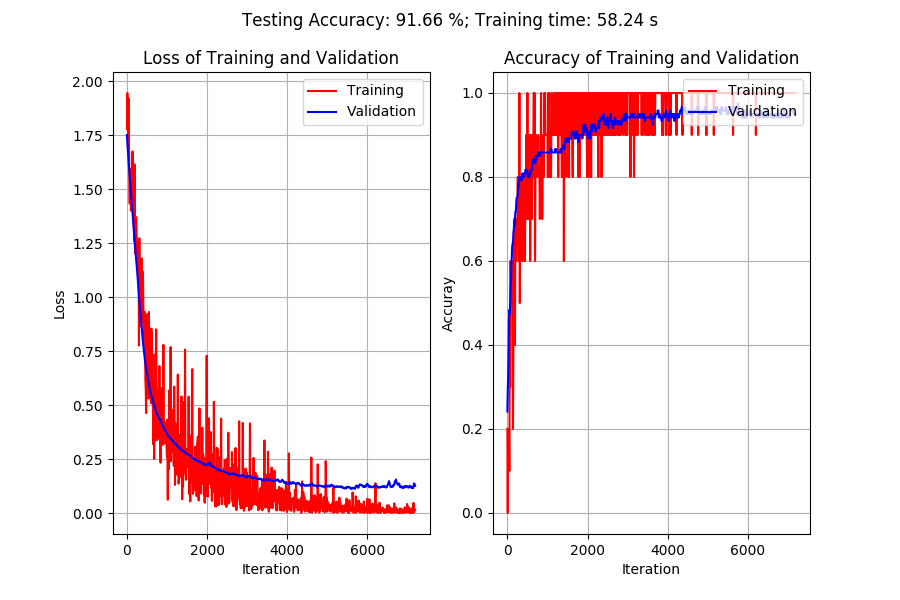 Testing Accuracy: 91.66 %; Training time: 58.24 s
Loss of Training and Validation
2.00
1.75
1.50
1.25
1.00
0.75
0.50
0.25
0.00
Loss
0 2000 4000 6000
Iteration
Training
Validation
Accuracy of Training and Validation
1.0
0.8
0.6
0.4
0.2
0.0
Accuray
0 2000 4000 6000
Iteration
Training
Validation